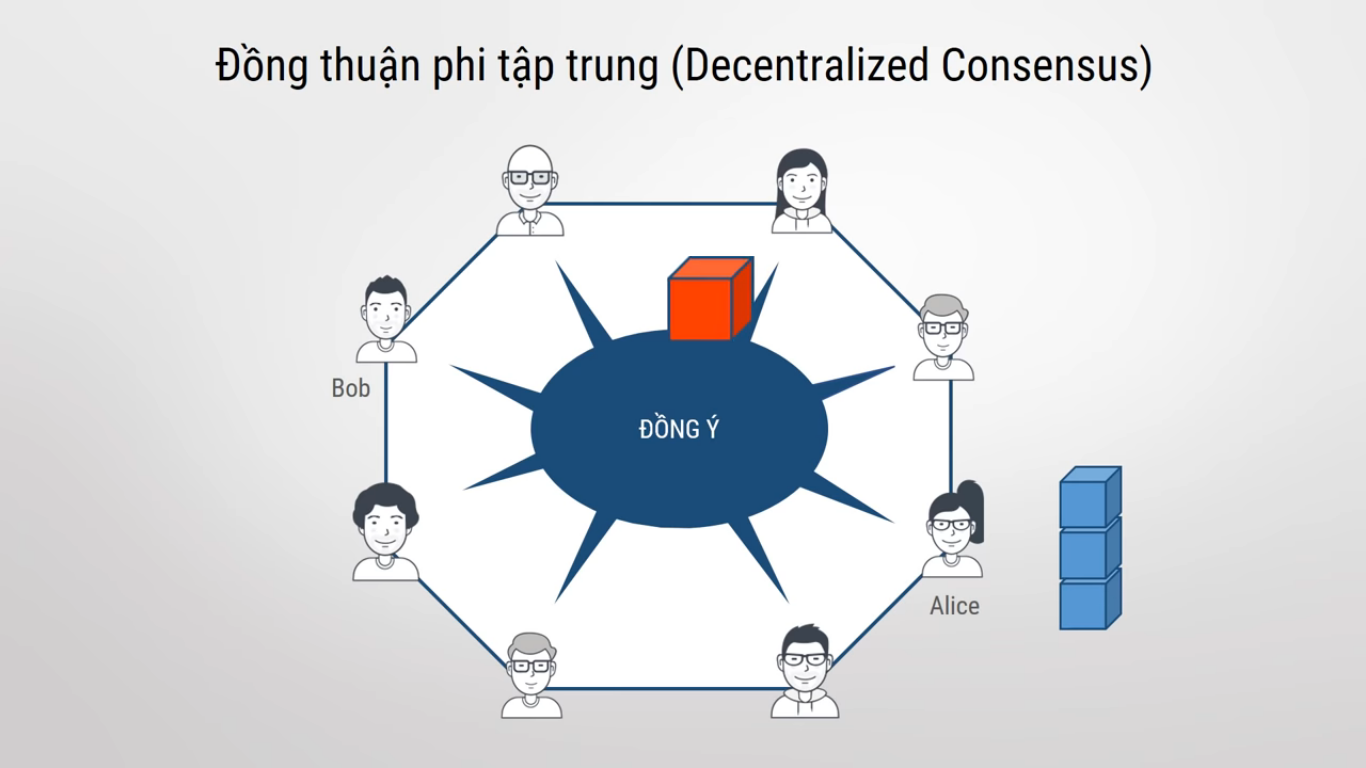 Đồng thuận phi tập trung (Decentralized Consensus)
Bob
ĐỒNG Ý
Alice